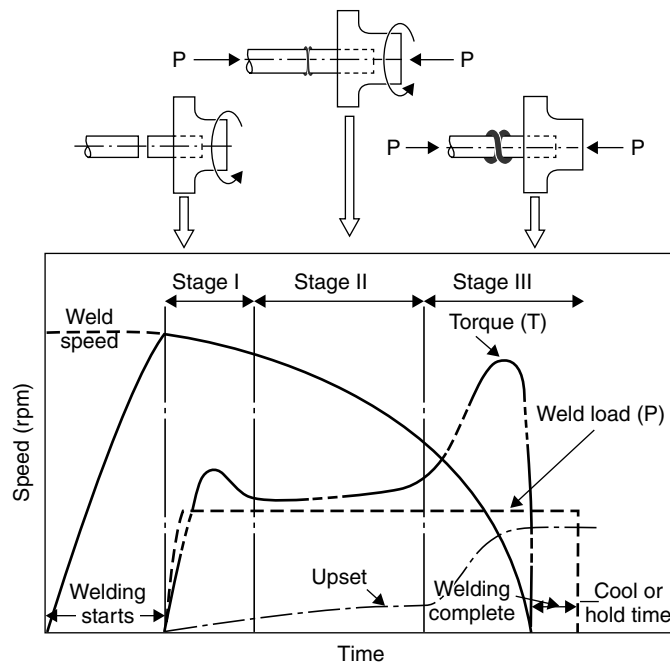 P
P
P
P
Stage I
Stage II
Stage III
Weld
speed
Torque (T)
Weld load (P)
Speed (rpm)
Upset
Welding
starts
Welding
complete
Cool or
hold time
Time